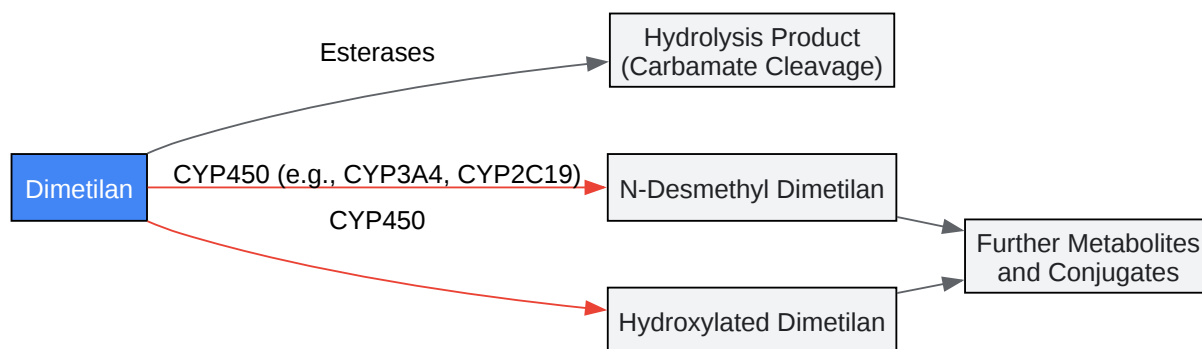 Esterases
Hydrolysis Product
(Carbamate Cleavage)
Dimetilan
CYP450 (e.g., CYP3A4, CYP2C19)
N-Desmethyl Dimetilan
CYP450
Further Metabolites
and Conjugates
Hydroxylated Dimetilan